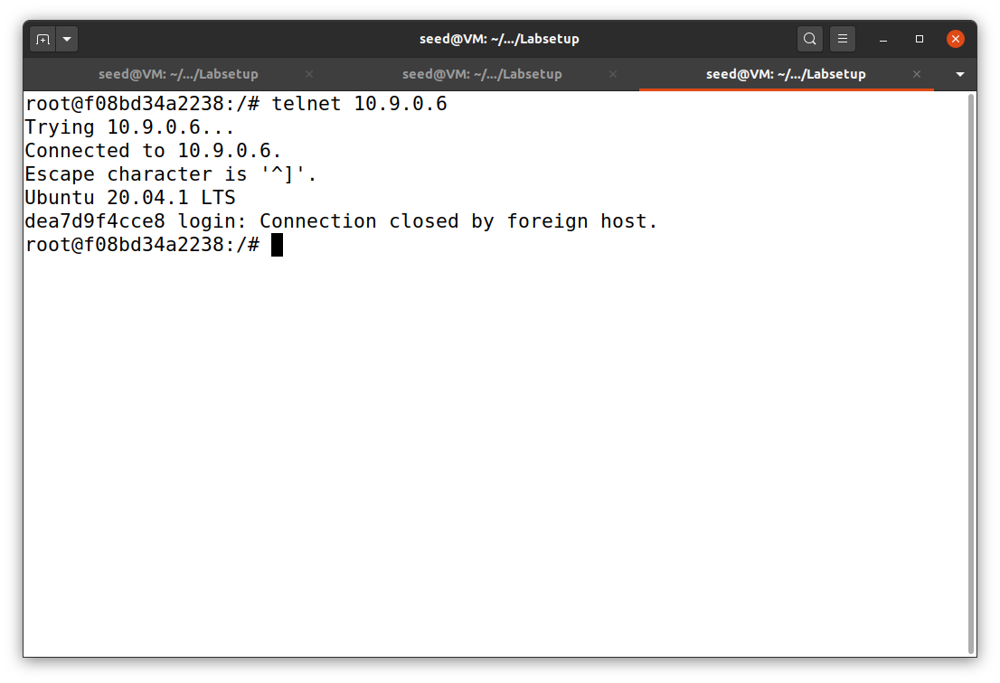 seed@VM: ~/.../Labsetup
seed@VM: ~/.../Labsetup seed@VM: ~/.../Labsetup seed@VM: ~/.../Labsetup
root@f08bd34a2238:/# telnet 10.9.0.6
Trying 10.9.0.6...
Connected to 10.9.0.6.
Escape character is '^]'.
Ubuntu 20.04.1 LTS
dea7d9f4cce8 login: Connection closed by foreign host.
root@f08bd34a2238:/#